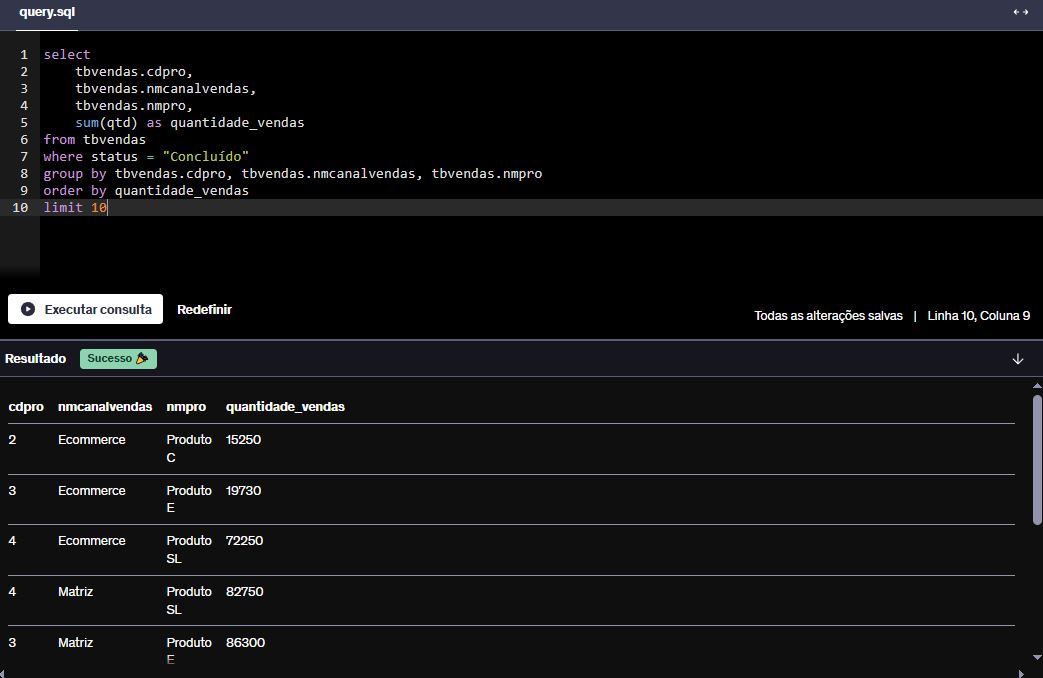 query.sql
1 select
2 tbvendas.cdpro,
3 tbvendas.nmcanalvendas,
4 tbvendas.nmpro,
5 sum(qtd) as quantidade_vendas
6 from tbvendas
7 where status = "Concluído"
8 group by tbvendas.cdpro, tbvendas.nmcanalvendas, tbvendas.nmpro
9 order by quantidade_vendas
10 limit 10
Executar consulta Redefinir
Todas as alterações salvas | Linha 10, Coluna 9
Resultado Sucesso 🎉
cdpro nmcanalvendas nmpro quantidade_vendas
2 Ecommerce Produto 15250
C
3 Ecommerce Produto 19730
E
4 Ecommerce Produto 72250
SL
4 Matriz Produto 82750
SL
3 Matriz Produto 86300
E